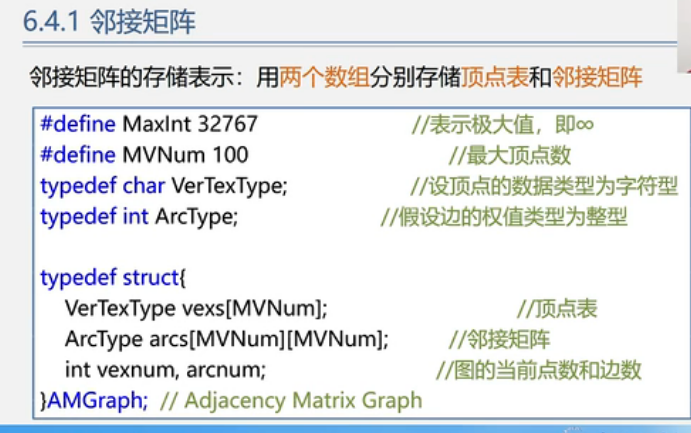 6.4.1 邻接矩阵
邻接矩阵的存储表示：用两个数组分别存储顶点表和邻接矩阵
#define MaxInt 32767 //表示极大值，即∞
#define MVNum 100 //最大顶点数
typedef char VerTexType; //设顶点的数据类型为字符型
typedef int ArcType; //假设边的权值类型为整型
typedef struct{
VerTexType vexs[MVNum]; //顶点表
ArcType arcs[MVNum][MVNum]; //邻接矩阵
int vexnum, arcnum; //图的当前点数和边数
}AMGraph; // Adjacency Matrix Graph